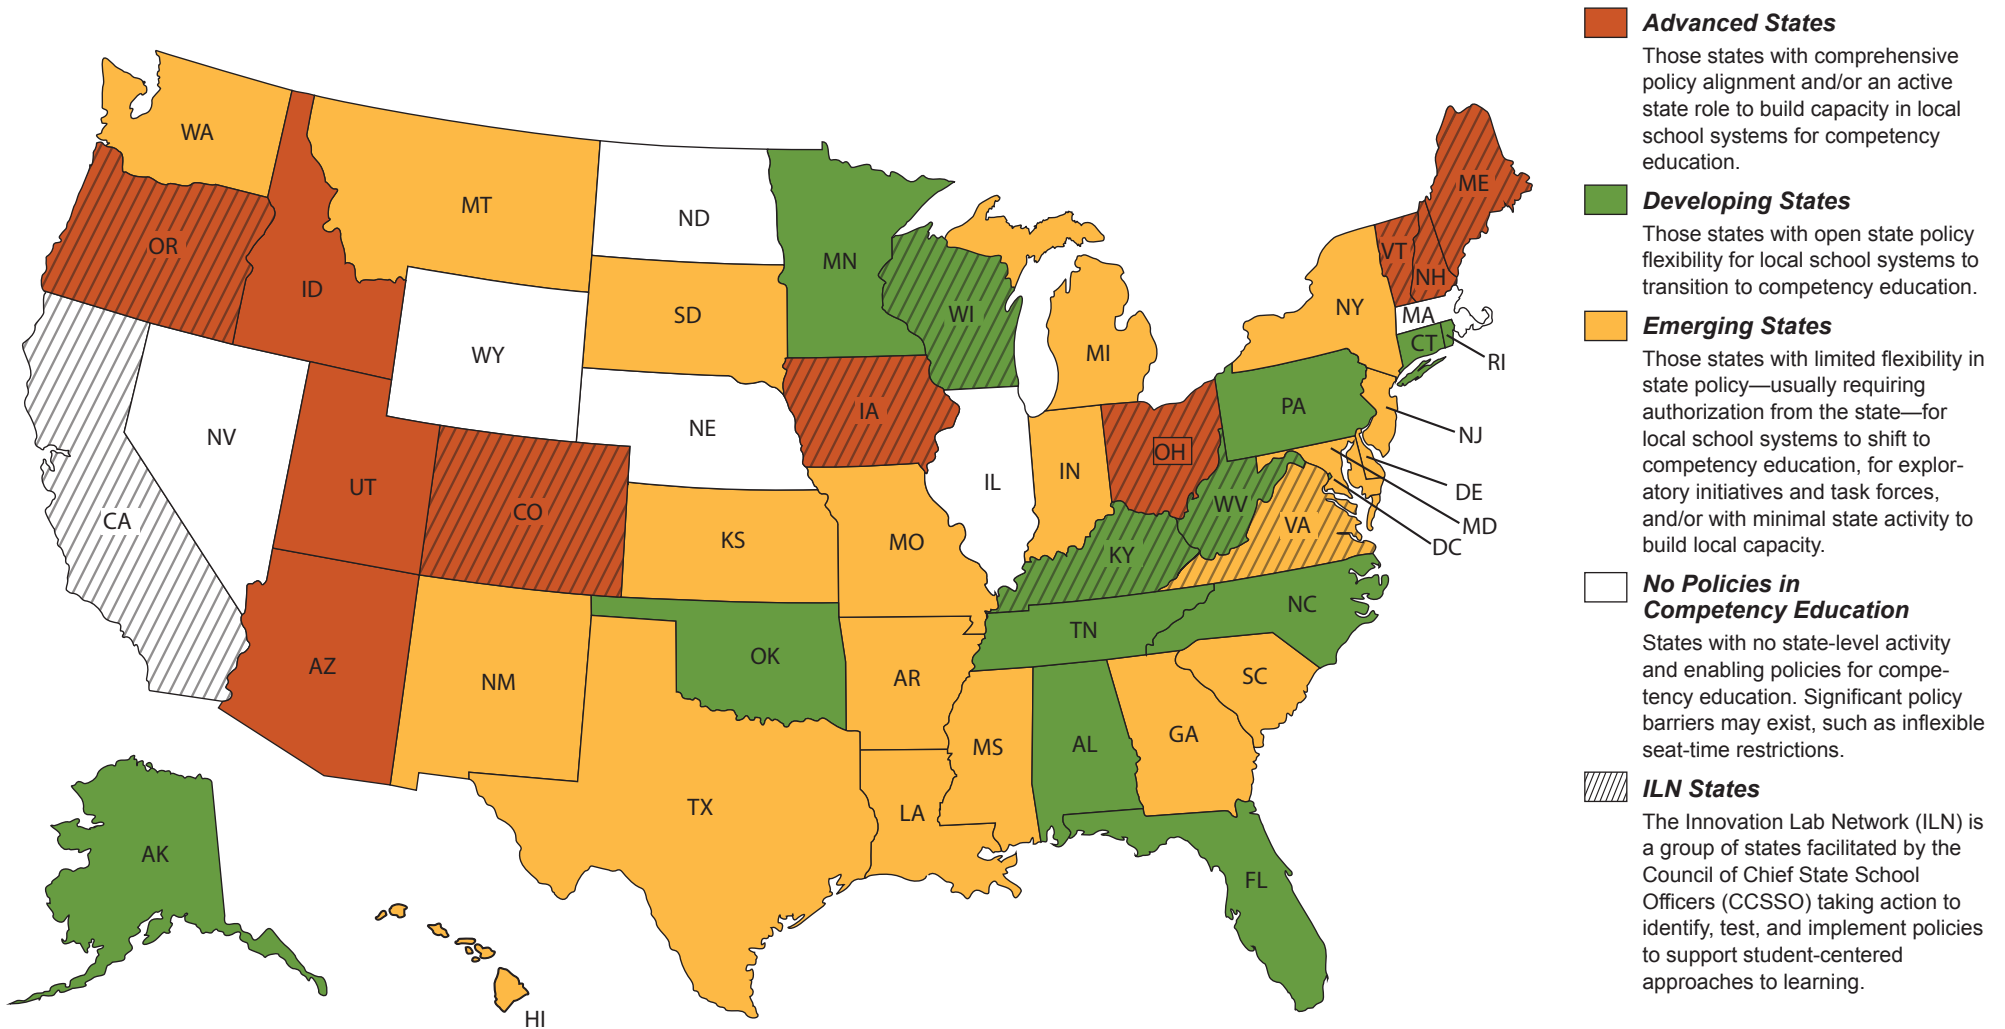 WA
OR
ID
MT
ND
MN
SD
WY
NV
CA
UT
CO
AZ
NM
NE
KS
OK
TX
IA
MO
AR
LA
WI
IL
MI
IN
OH
KY
TN
MS
AL
GA
FL
SC
NC
VA
WV
PA
NY
VT
NH
ME
MA
CT
RI
NJ
DE
MD
DC
AK
HI
Advanced States
Those states with comprehensive
policy alignment and/or an active
state role to build capacity in local
school systems for competency
education.
Developing States
Those states with open state policy
flexibility for local school systems to
transition to competency education.
Emerging States
Those states with limited flexibility in
state policy—usually requiring
authorization from the state—for
local school systems to shift to
competency education, for explor-
atory initiatives and task forces,
and/or with minimal state activity to
build local capacity.
No Policies in
Competency Education
States with no state-level activity
and enabling policies for compe-
tency education. Significant policy
barriers may exist, such as inflexible
seat-time restrictions.
ILN States
The Innovation Lab Network (ILN) is
a group of states facilitated by the
Council of Chief State School
Officers (CCSSO) taking action to
identify, test, and implement policies
to support student-centered
approaches to learning.